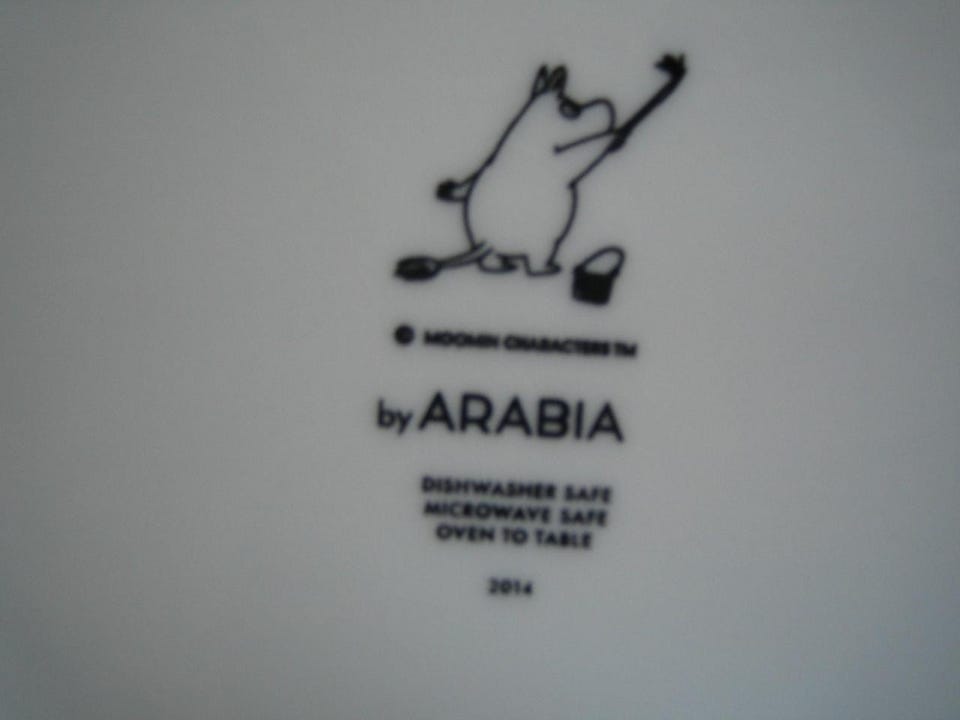 © MOOMIN CHARACTERS TM
by ARABIA
DISHWASHER SAFE
MICROWAVE SAFE
OVEN TO TABLE
2014